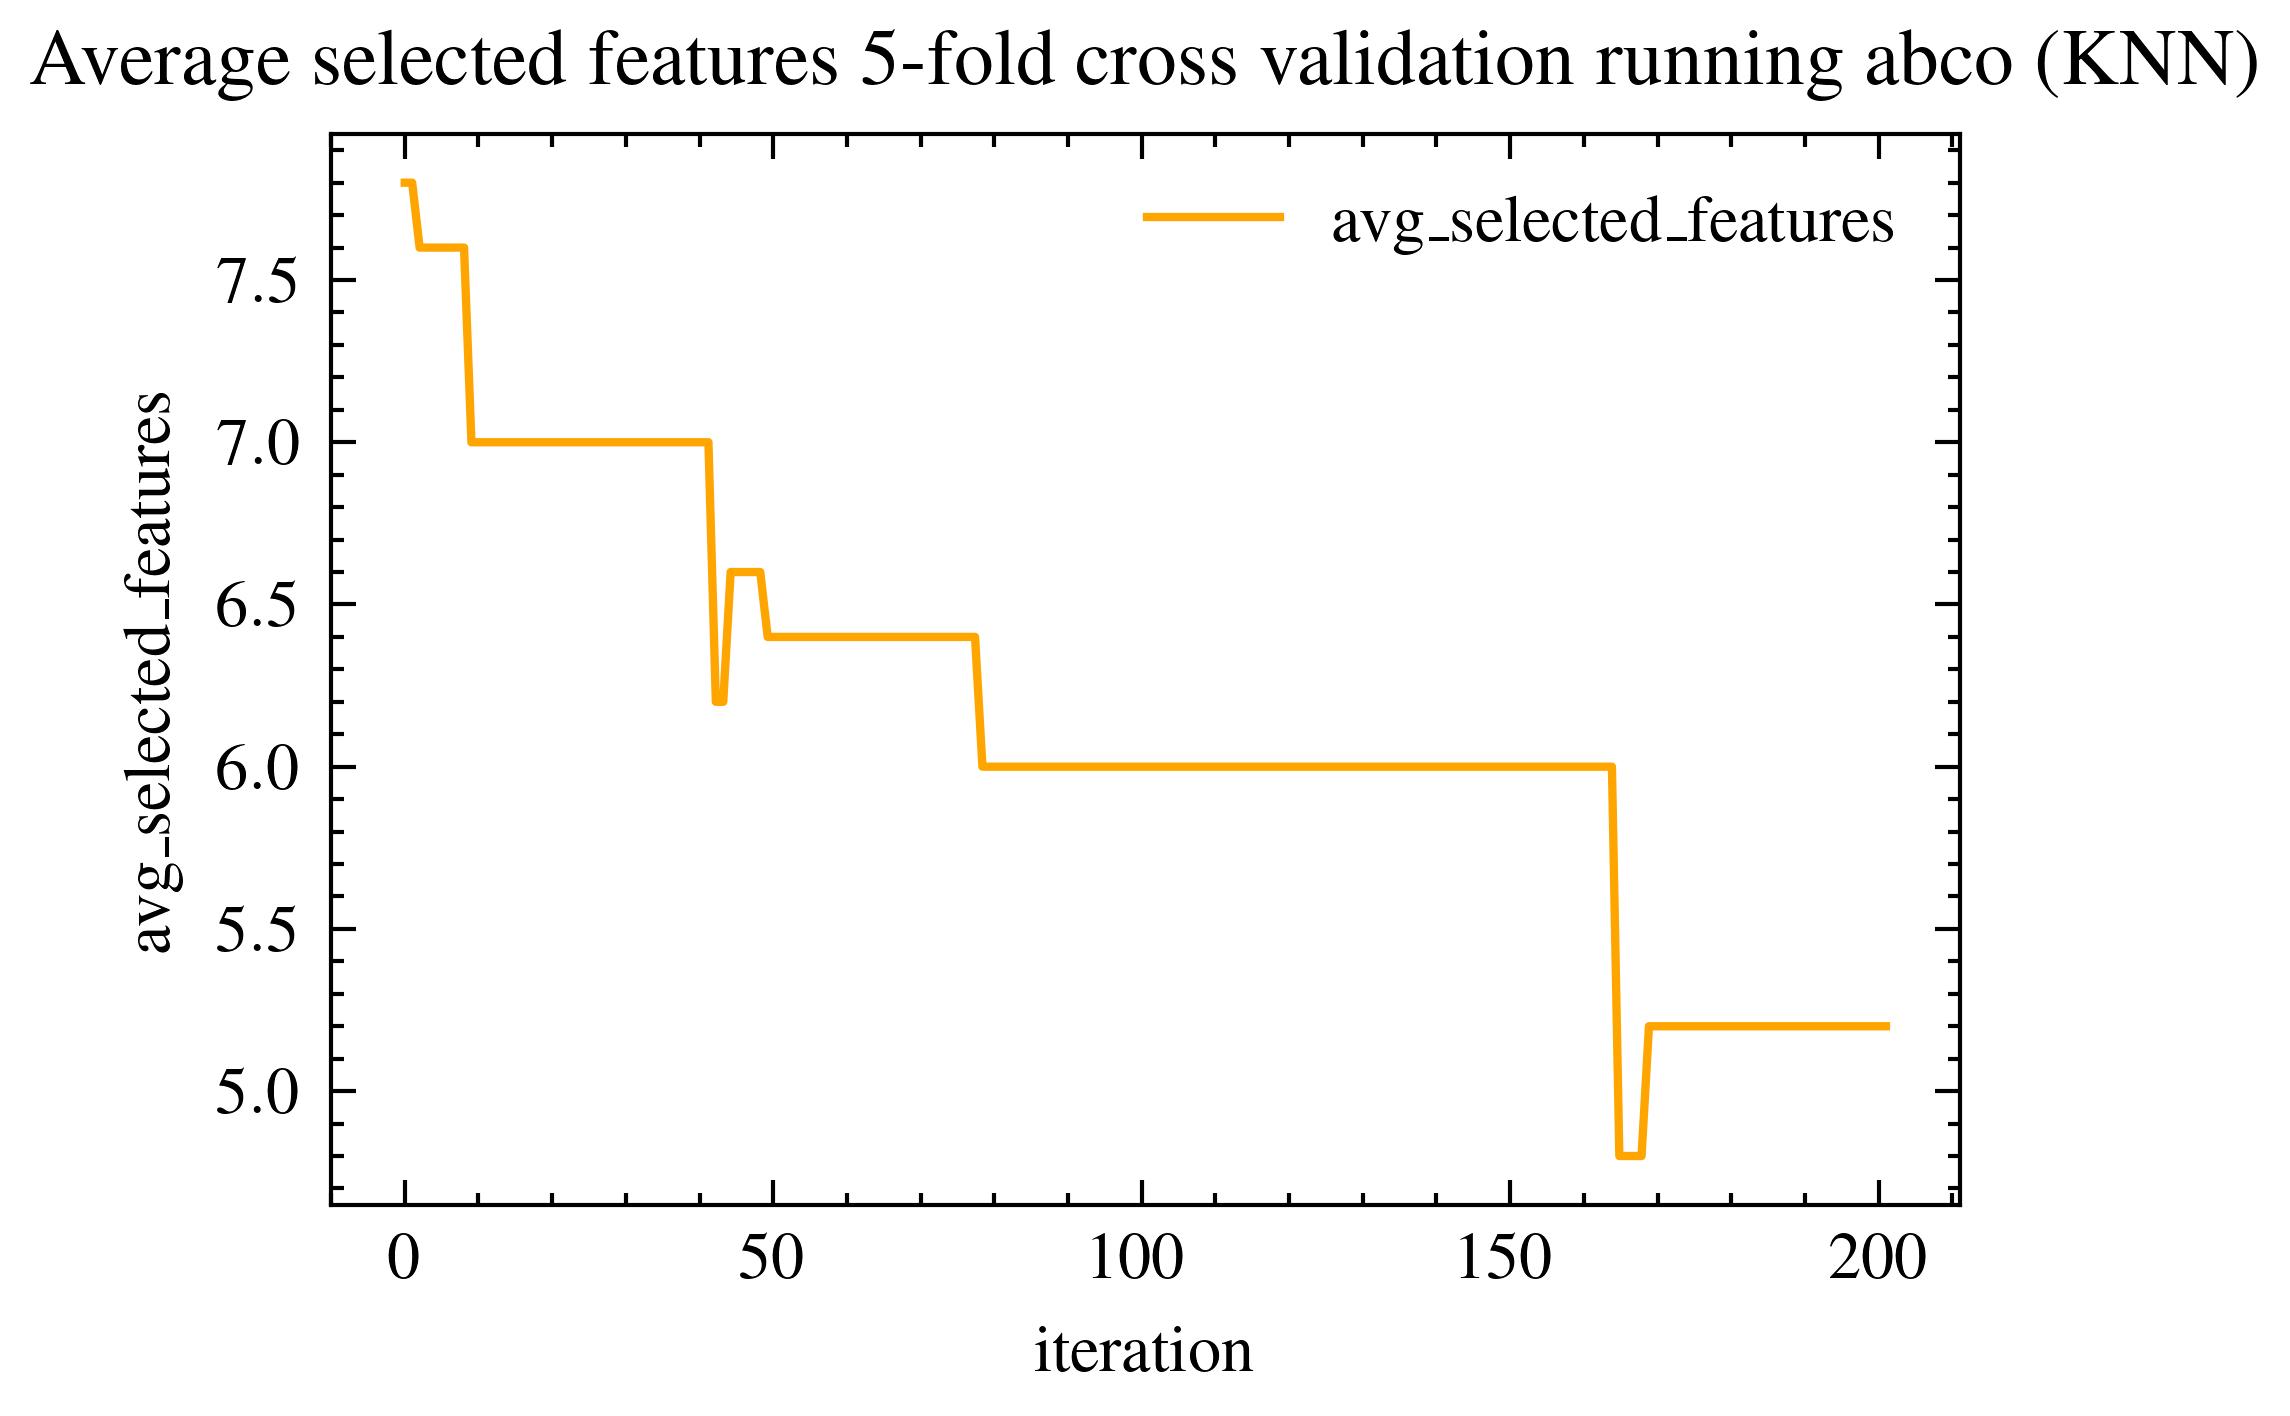 Average selected features 5-fold cross validation running abco (KNN)
avg_selected_features
avg_selected_features
7.5
7.0
6.5
6.0
5.5
5.0
0 50 100 150 200
iteration